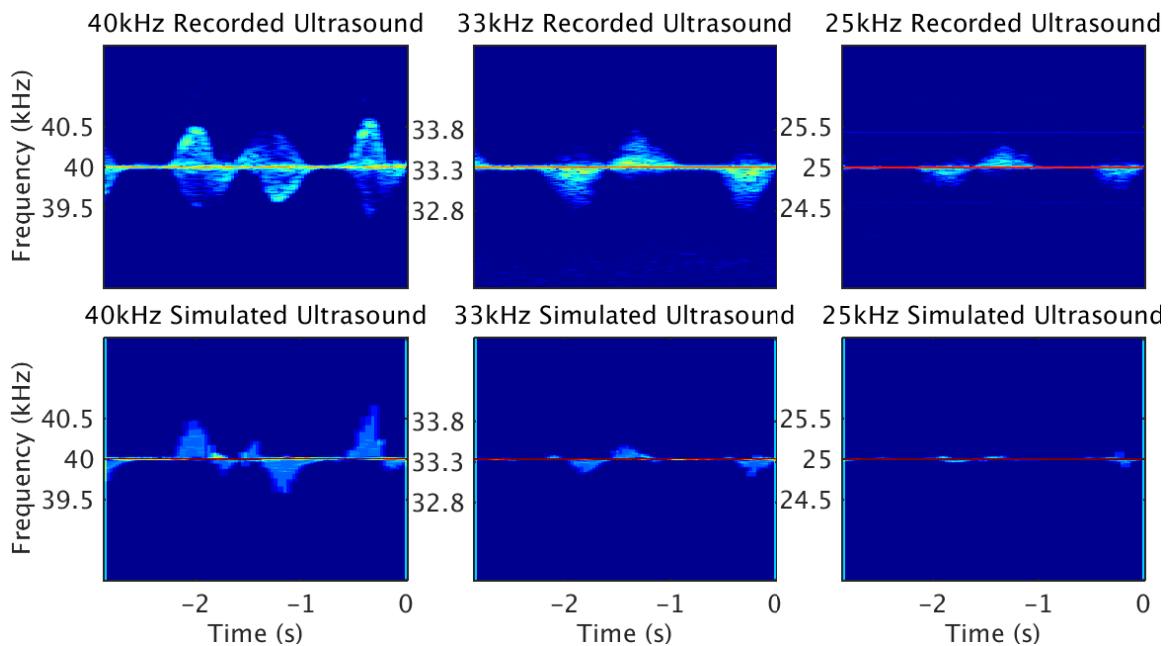 40kHz Recorded Ultrasound
33kHz Recorded Ultrasound
25kHz Recorded Ultrasound
Frequency (kHz)
40.5
40
39.5
33.8
33.3
32.8
25.5
25
24.5
40kHz Simulated Ultrasound
33kHz Simulated Ultrasound
25kHz Simulated Ultrasound
Frequency (kHz)
40.5
40
39.5
33.8
33.3
32.8
25.5
25
24.5
−2 −1 0
−2 −1 0
−2 −1 0
Time (s)
Time (s)
Time (s)